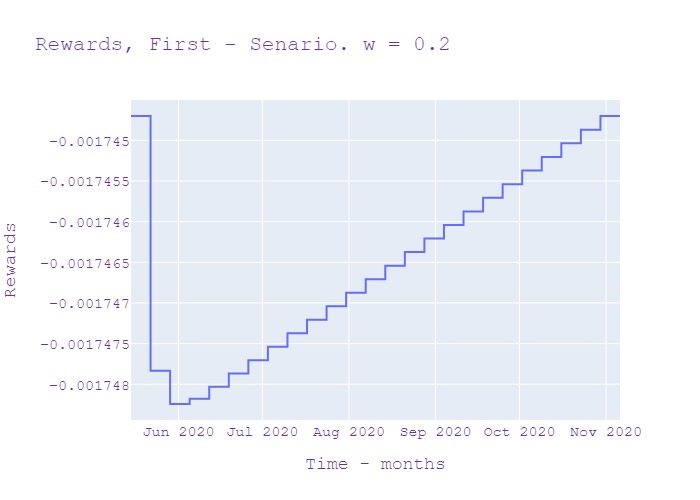 Rewards, First - Senario. w = 0.2
Rewards
−0.001745
−0.0017455
−0.001746
−0.0017465
−0.001747
−0.0017475
−0.001748
Jun 2020 Jul 2020 Aug 2020 Sep 2020 Oct 2020 Nov 2020
Time - months